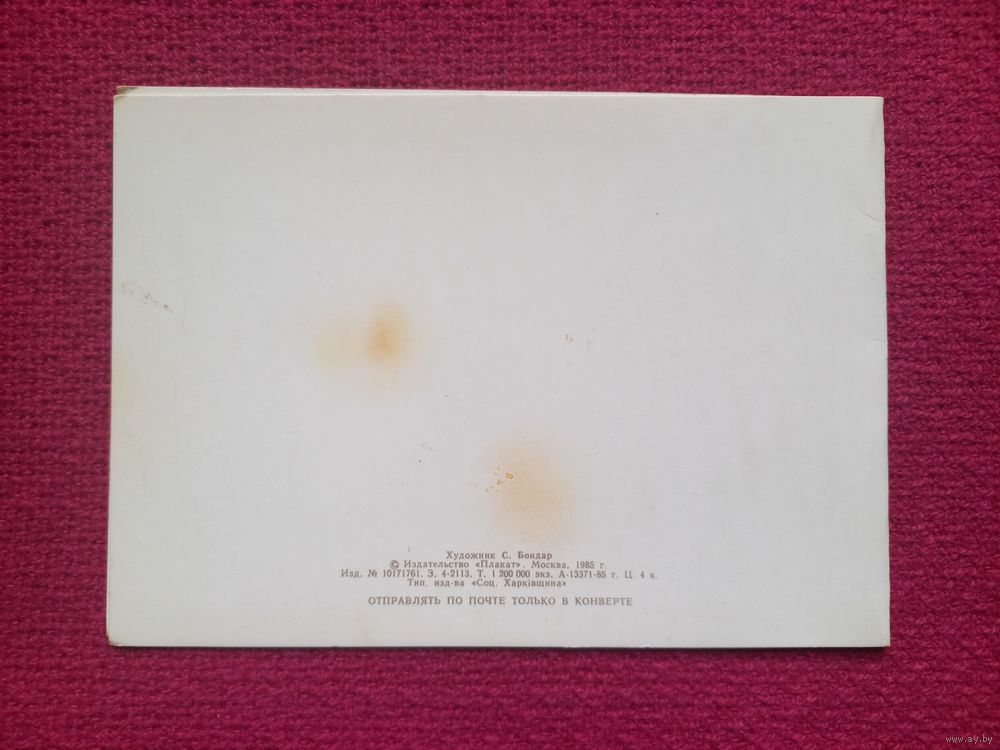 Художник С. Бондар
© Издательство «Плакат». Москва, 1985 г.
Изд. № 10171761, З. 4-2113, Т. 1 200 000 экз. А-13371-85 г. Ц. 4 к.
Тип. изд-ва «Соц. Харківщина»
ОТПРАВЛЯТЬ ПО ПОЧТЕ ТОЛЬКО В КОНВЕРТЕ
www.ay.by